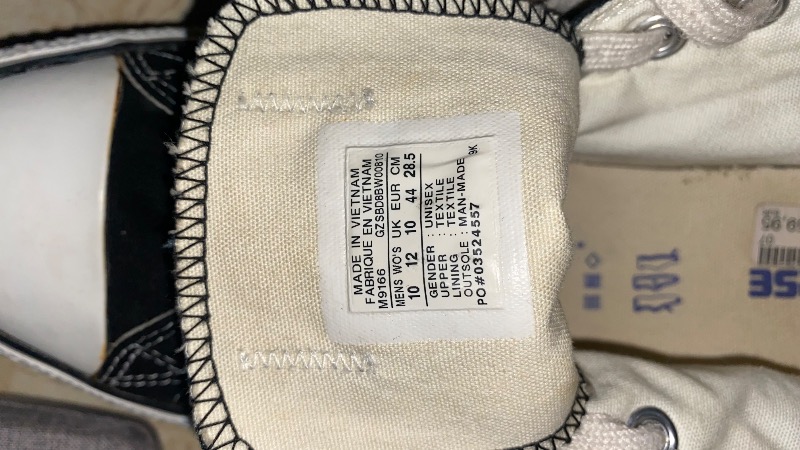 MADE IN VIETNAM
FABRIQUE EN VIETNAM
M9166 GZSBD8BW00810
MENS WO'S UK EUR CM
10 12 10 44 28.5
GENDER : UNISEX
UPPER : TEXTILE
LINING : TEXTILE
OUTSOLE : MAN-MADE
PO#03524557 9K